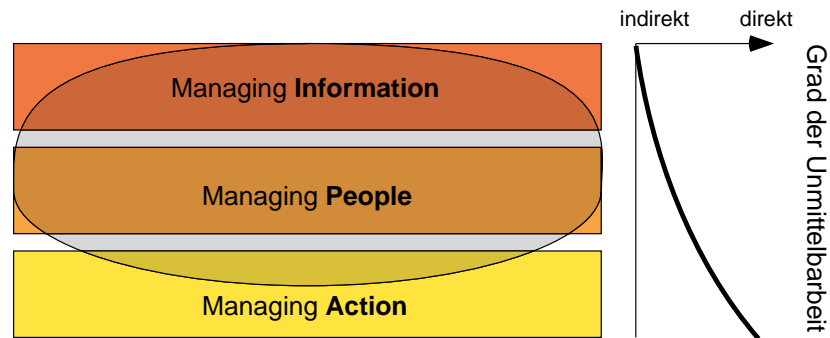 indirekt direkt
Managing Information
Managing People
Managing Action
Grad der Unmittelbarbeit